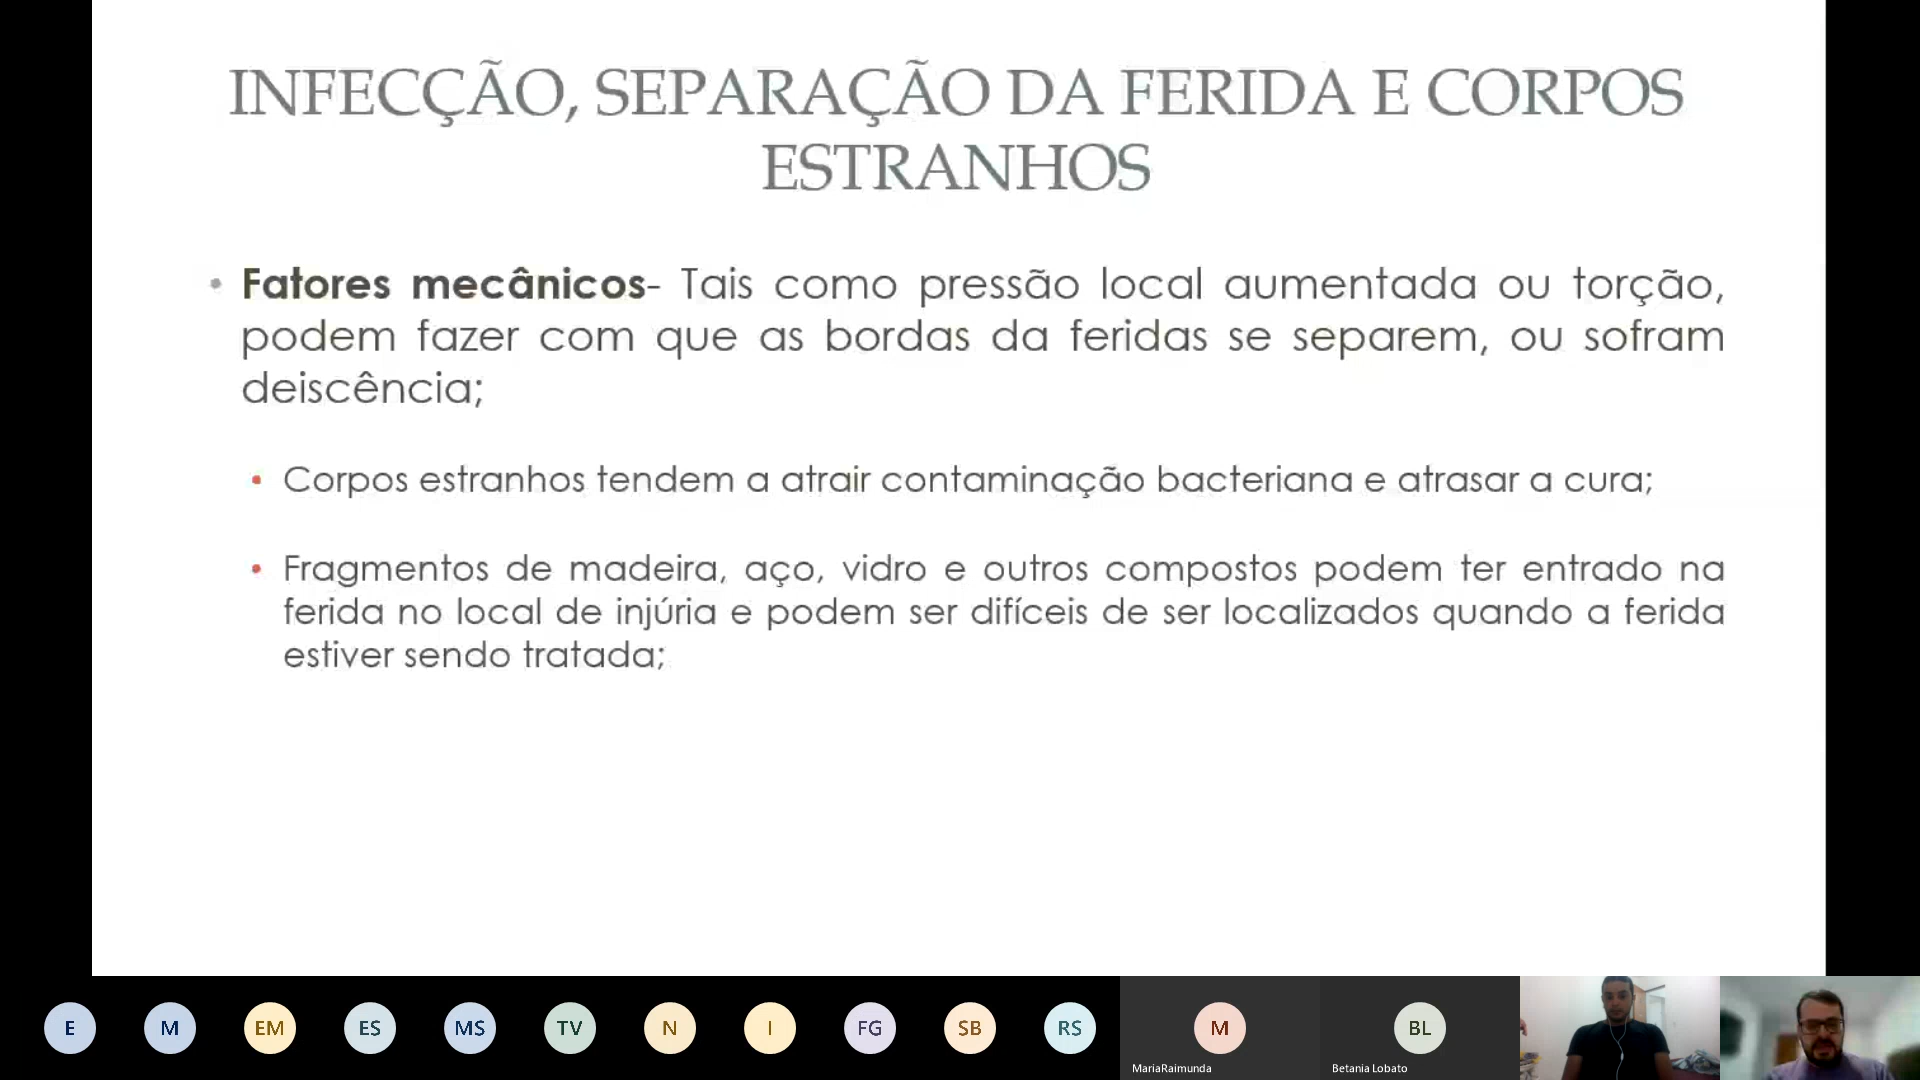 INFECÇÃO, SEPARAÇÃO DA FERIDA E CORPOS
ESTRANHOS
• Fatores mecânicos- Tais como pressão local aumentada ou torção,
podem fazer com que as bordas da feridas se separem, ou sofram
deiscência;
• Corpos estranhos tendem a atrair contaminação bacteriana e atrasar a cura;
• Fragmentos de madeira, aço, vidro e outros compostos podem ter entrado na
ferida no local de injúria e podem ser difíceis de ser localizados quando a ferida
estiver sendo tratada;
E M EM ES MS TV N I FG SB RS M BL
MariaRaimunda Betania Lobato